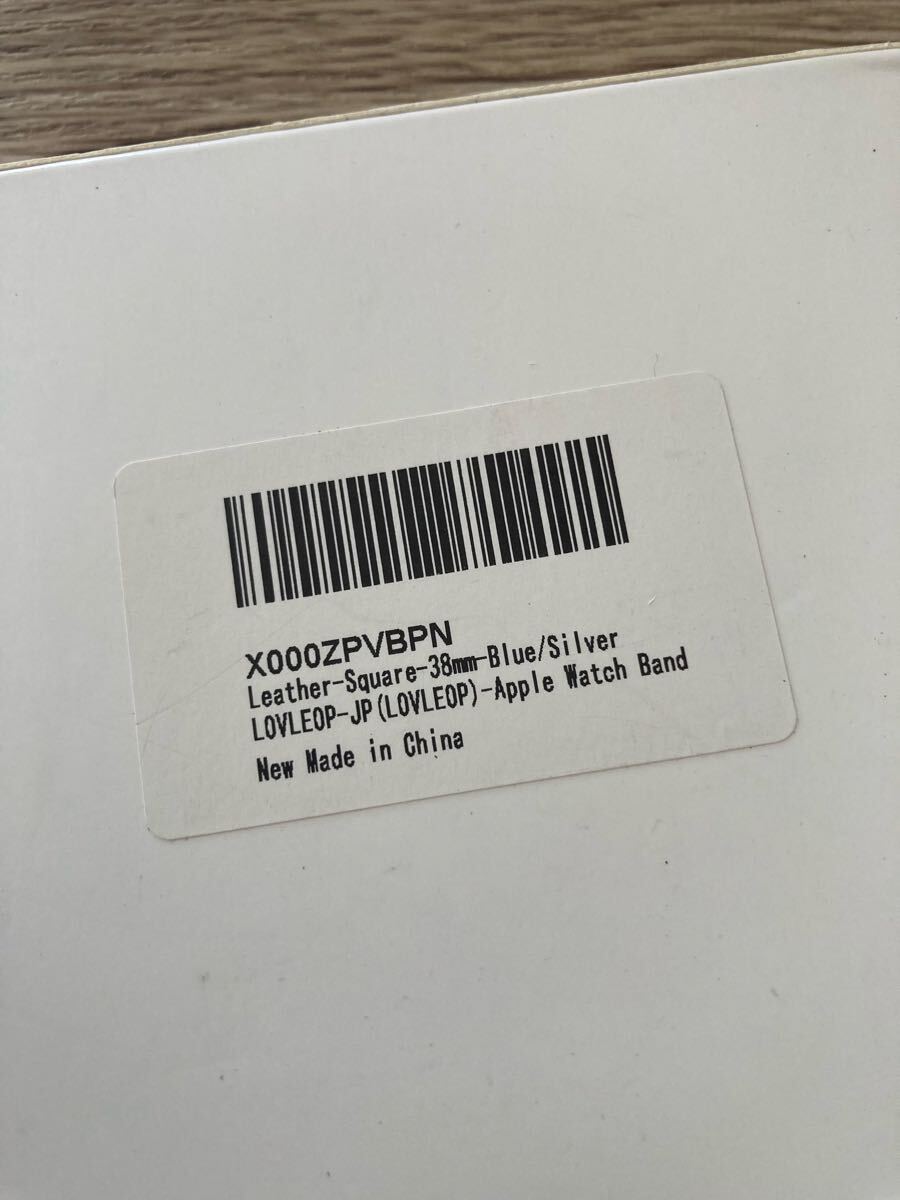 X000ZPVBPN
Leather-Square-38mm-Blue/Silver
LOVLEOP-JP(LOVLEOP)-Apple Watch Band
New Made in China